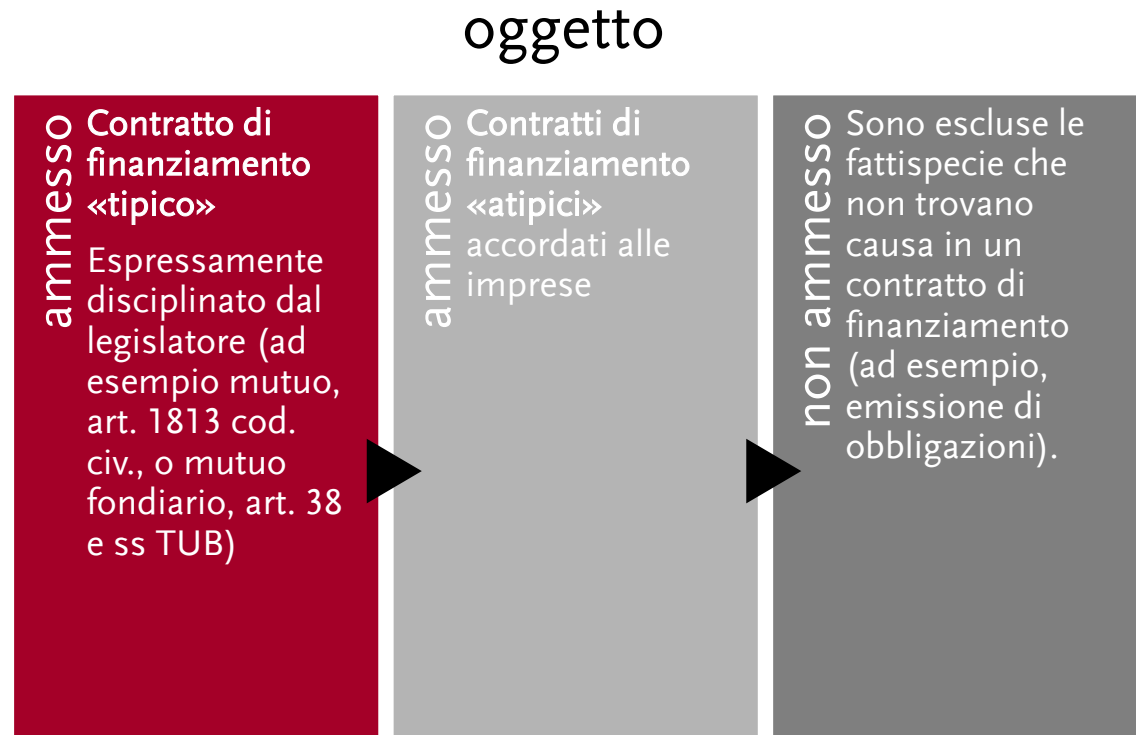 oggetto
ammesso
Contratto di
finanziamento
«tipico»
Espressamente
disciplinato dal
legislatore (ad
esempio mutuo,
art. 1813 cod.
civ., o mutuo
fondiario, art. 38
e ss TUB)
ammesso
Contratti di
finanziamento
«atipici»
accordati alle
imprese
non ammesso
Sono escluse le
fattispecie che
non trovano
causa in un
contratto di
finanziamento
(ad esempio,
emissione di
obbligazioni).